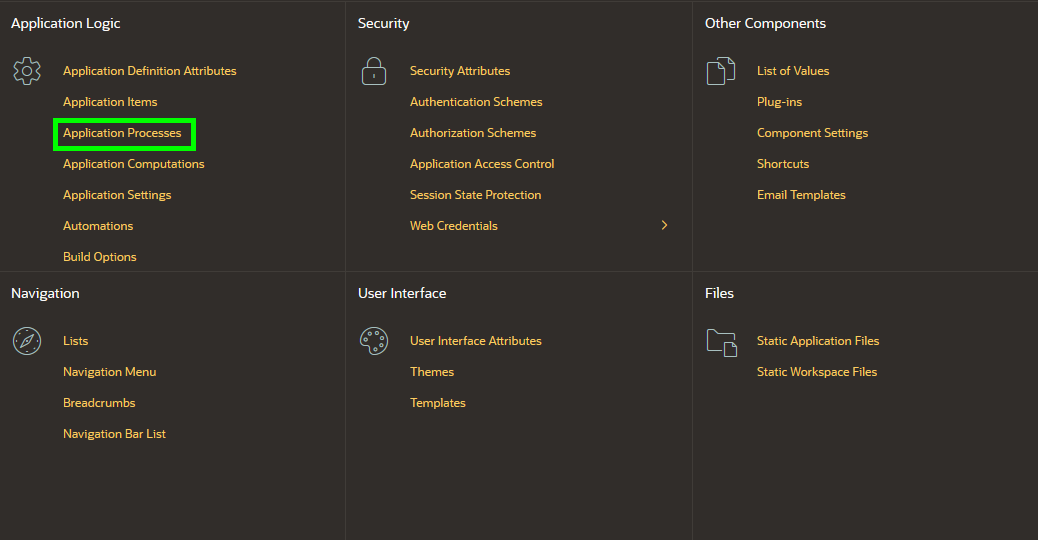 Application Logic
Application Definition Attributes
Application Items
Application Processes
Application Computations
Application Settings
Automations
Build Options
Security
Security Attributes
Authentication Schemes
Authorization Schemes
Application Access Control
Session State Protection
Web Credentials
Other Components
List of Values
Plug-ins
Component Settings
Shortcuts
Email Templates
Navigation
Lists
Navigation Menu
Breadcrumbs
Navigation Bar List
User Interface
User Interface Attributes
Themes
Templates
Files
Static Application Files
Static Workspace Files